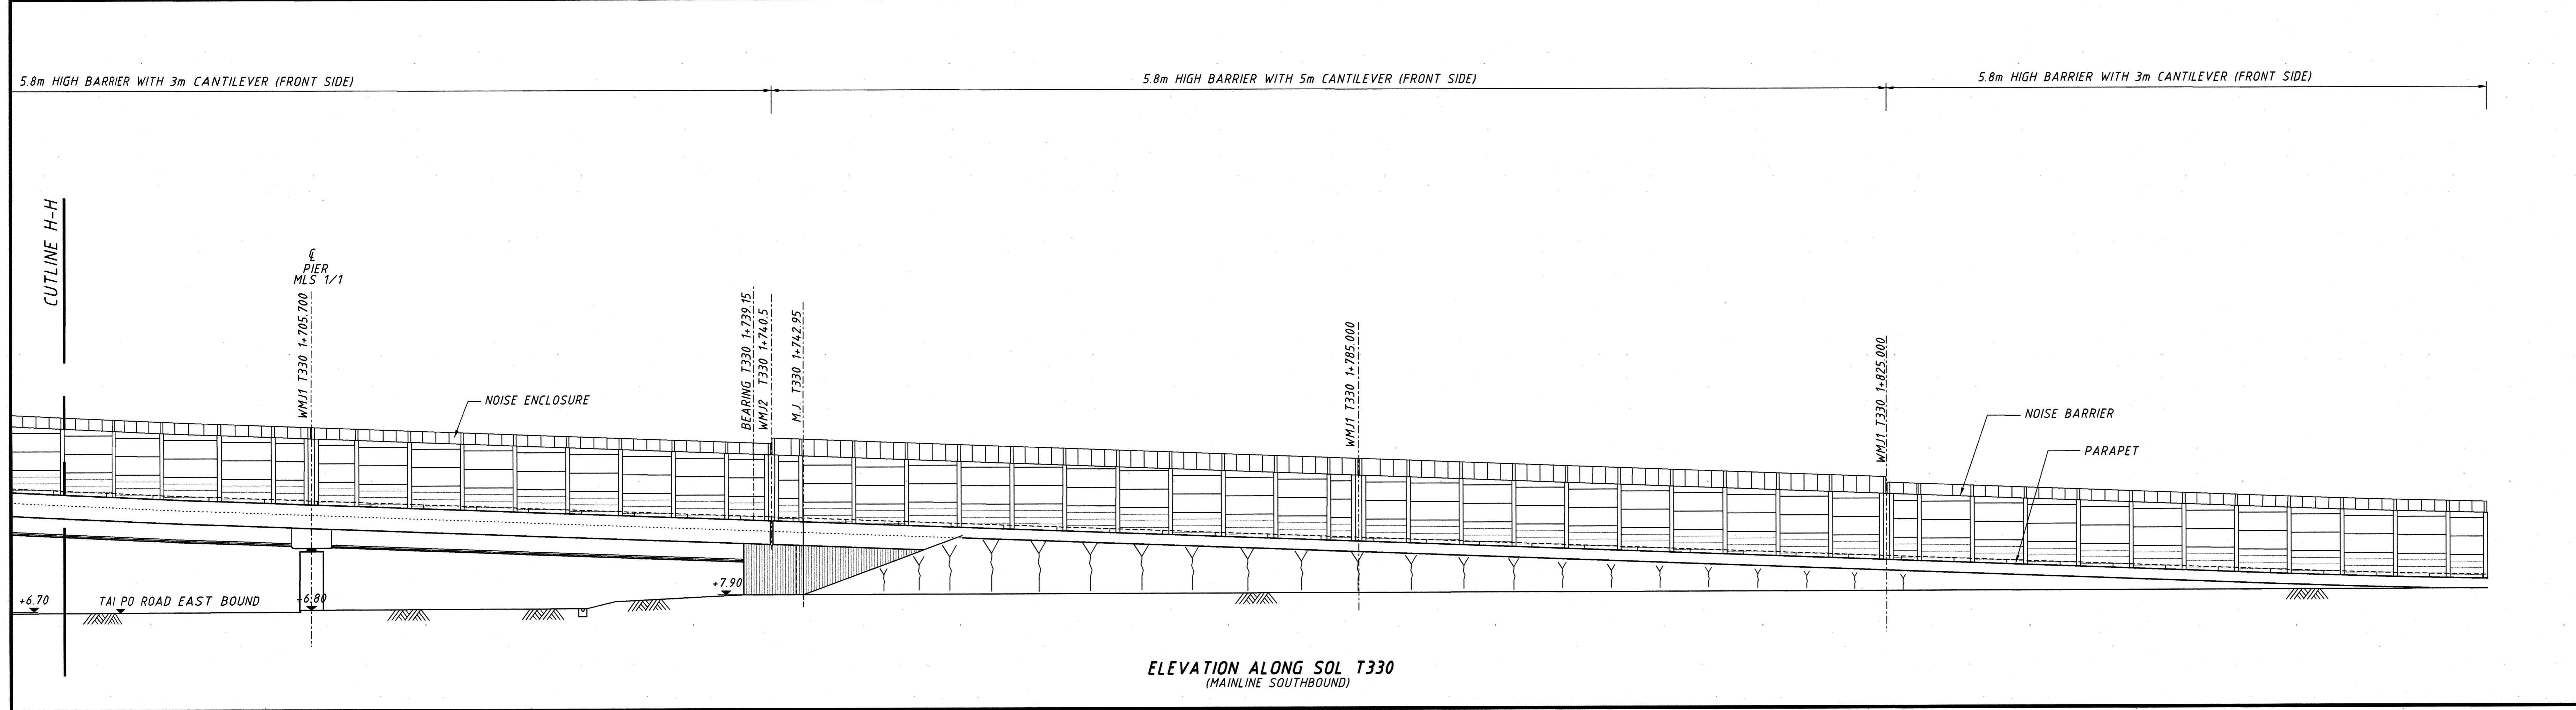 5.8m HIGH BARRIER WITH 3m CANTILEVER (FRONT SIDE)
5.8m HIGH BARRIER WITH 5m CANTILEVER (FRONT SIDE)
5.8m HIGH BARRIER WITH 3m CANTILEVER (FRONT SIDE)
CUTLINE H-H
℄
PIER
MLS 1/1
WMJ1 T330 1+705.700
BEARING T330 1+739.15
WMJ2 T330 1+740.5
M.J. T330 1+742.95
WMJ1 T330 1+785.000
WMJ1 T330 1+825.000
NOISE ENCLOSURE
NOISE BARRIER
PARAPET
+6.70
TAI PO ROAD EAST BOUND
+6.80
+7.90
ELEVATION ALONG SOL T330
(MAINLINE SOUTHBOUND)